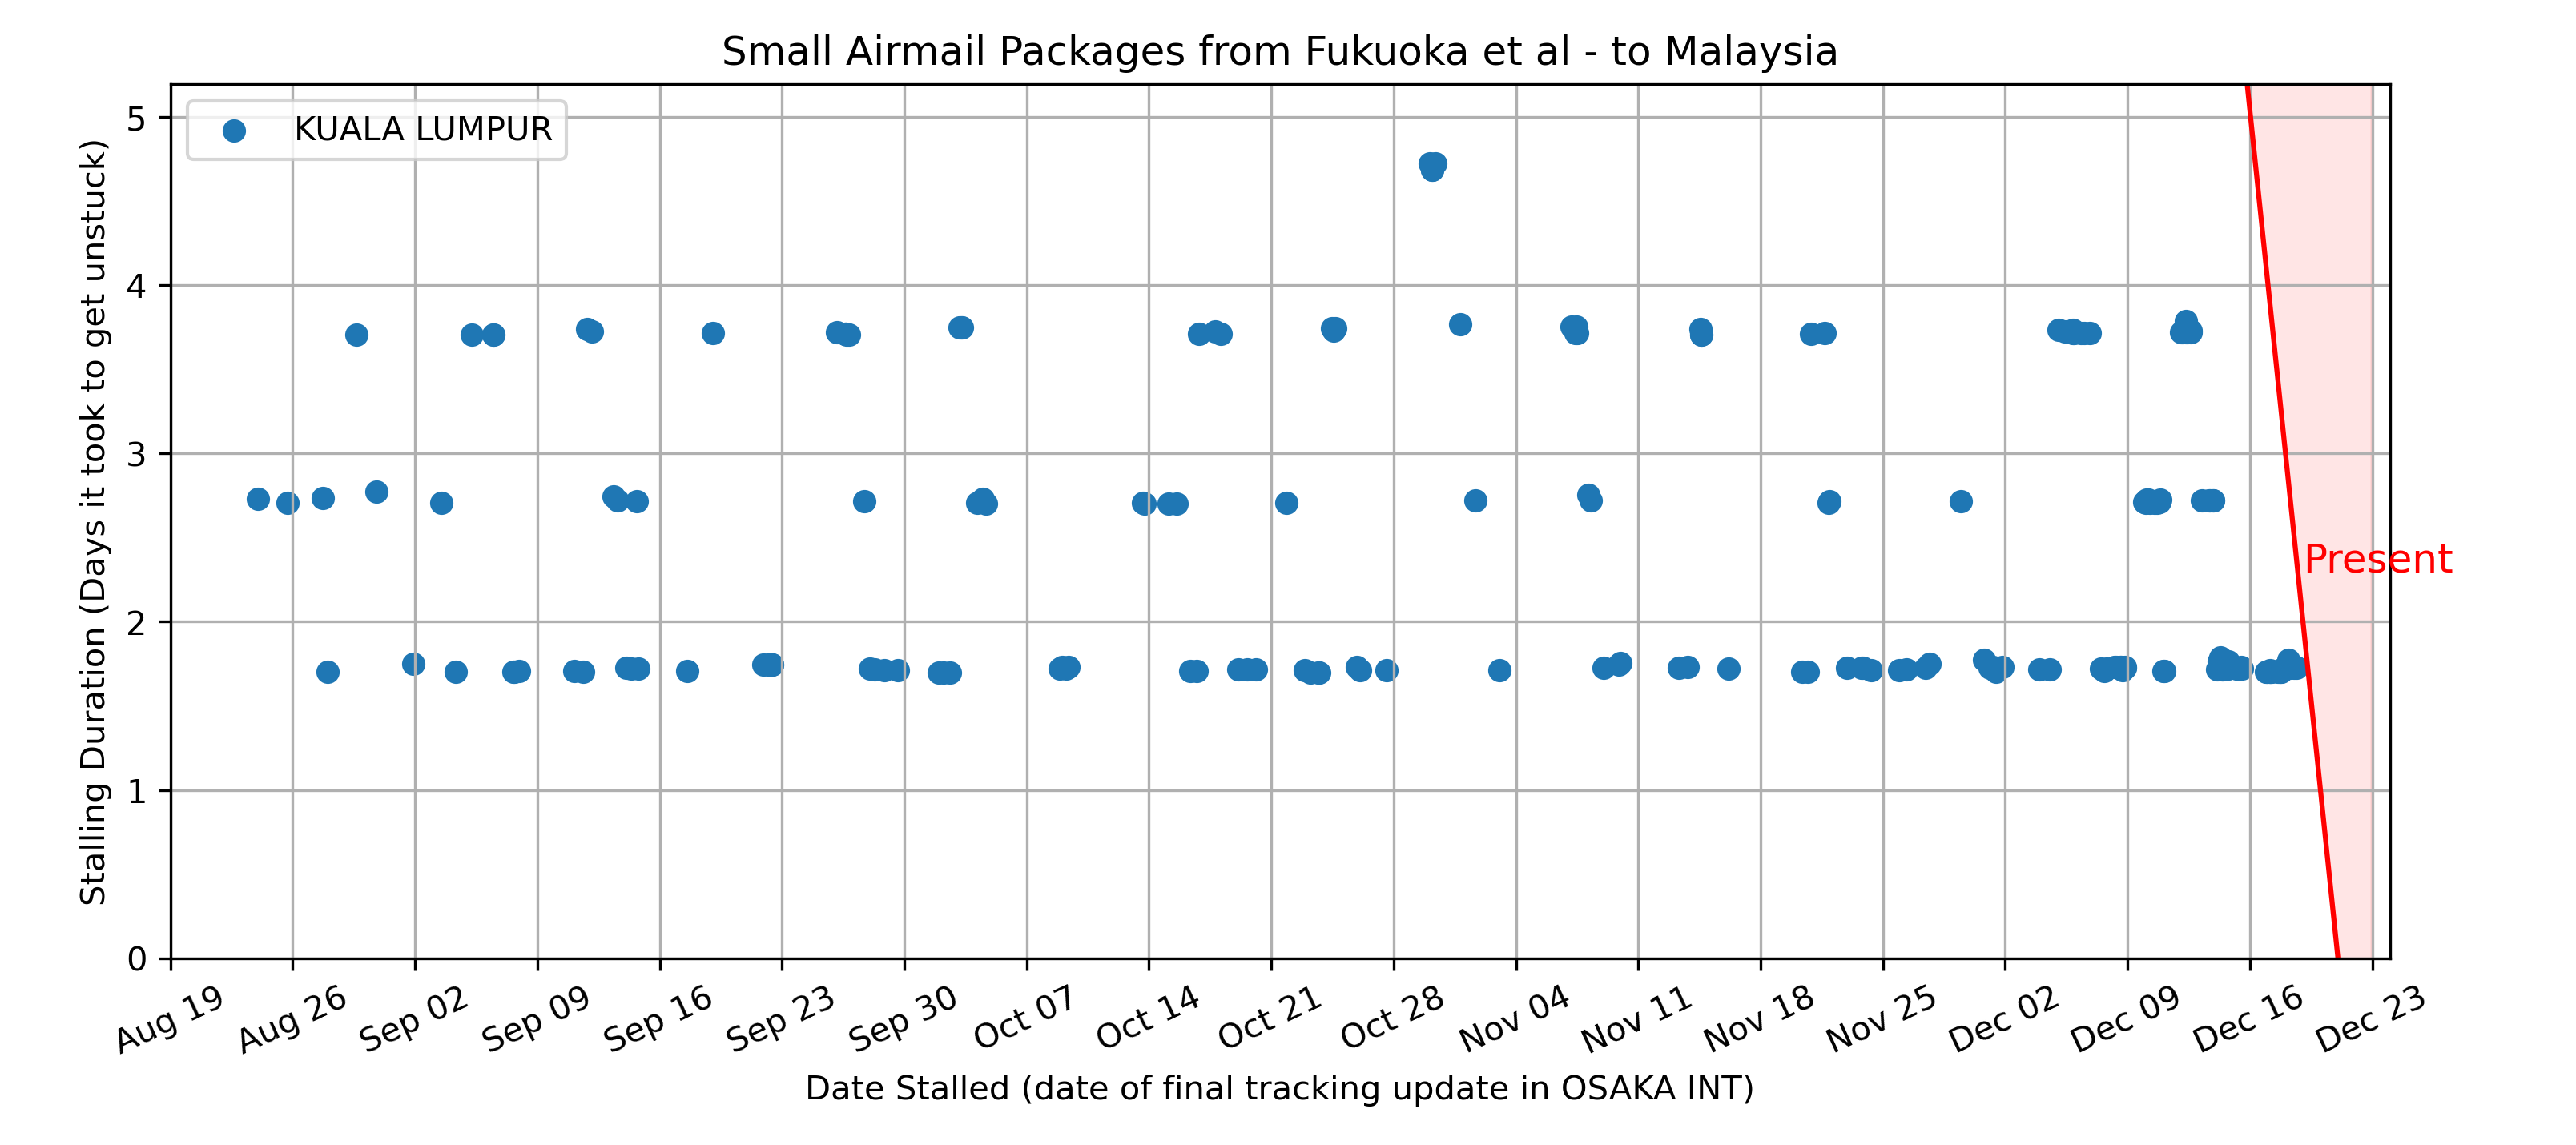 Small Airmail Packages from Fukuoka et al - to Malaysia
KUALA LUMPUR
Stalling Duration (Days it took to get unstuck)
5
4
3
2
1
0
Present
Aug 19
Aug 26
Sep 02
Sep 09
Sep 16
Sep 23
Sep 30
Oct 07
Oct 14
Oct 21
Oct 28
Nov 04
Nov 11
Nov 18
Nov 25
Dec 02
Dec 09
Dec 16
Dec 23
Date Stalled (date of final tracking update in OSAKA INT)